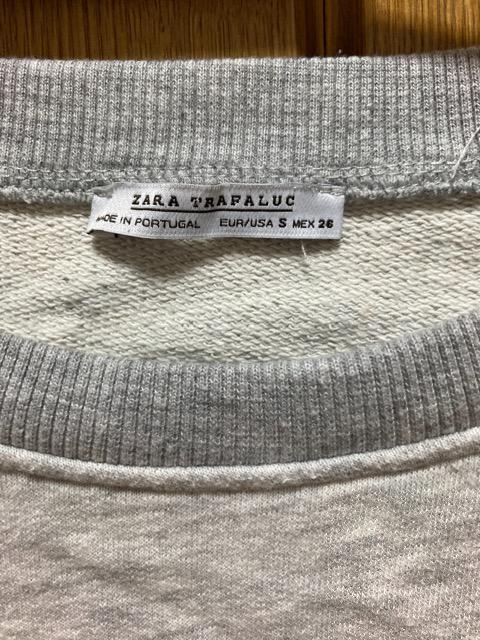 ZARA TRAFALUC
MADE IN PORTUGAL EUR/USA S MEX 26